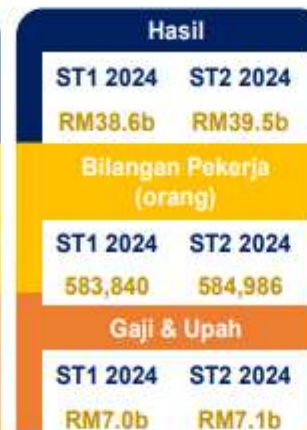 Hasil
ST1 2024 ST2 2024
RM38.6b RM39.5b
Bilangan Pekerja
(orang)
ST1 2024 ST2 2024
583,840 584,986
Gaji & Upah
ST1 2024 ST2 2024
RM7.0b RM7.1b